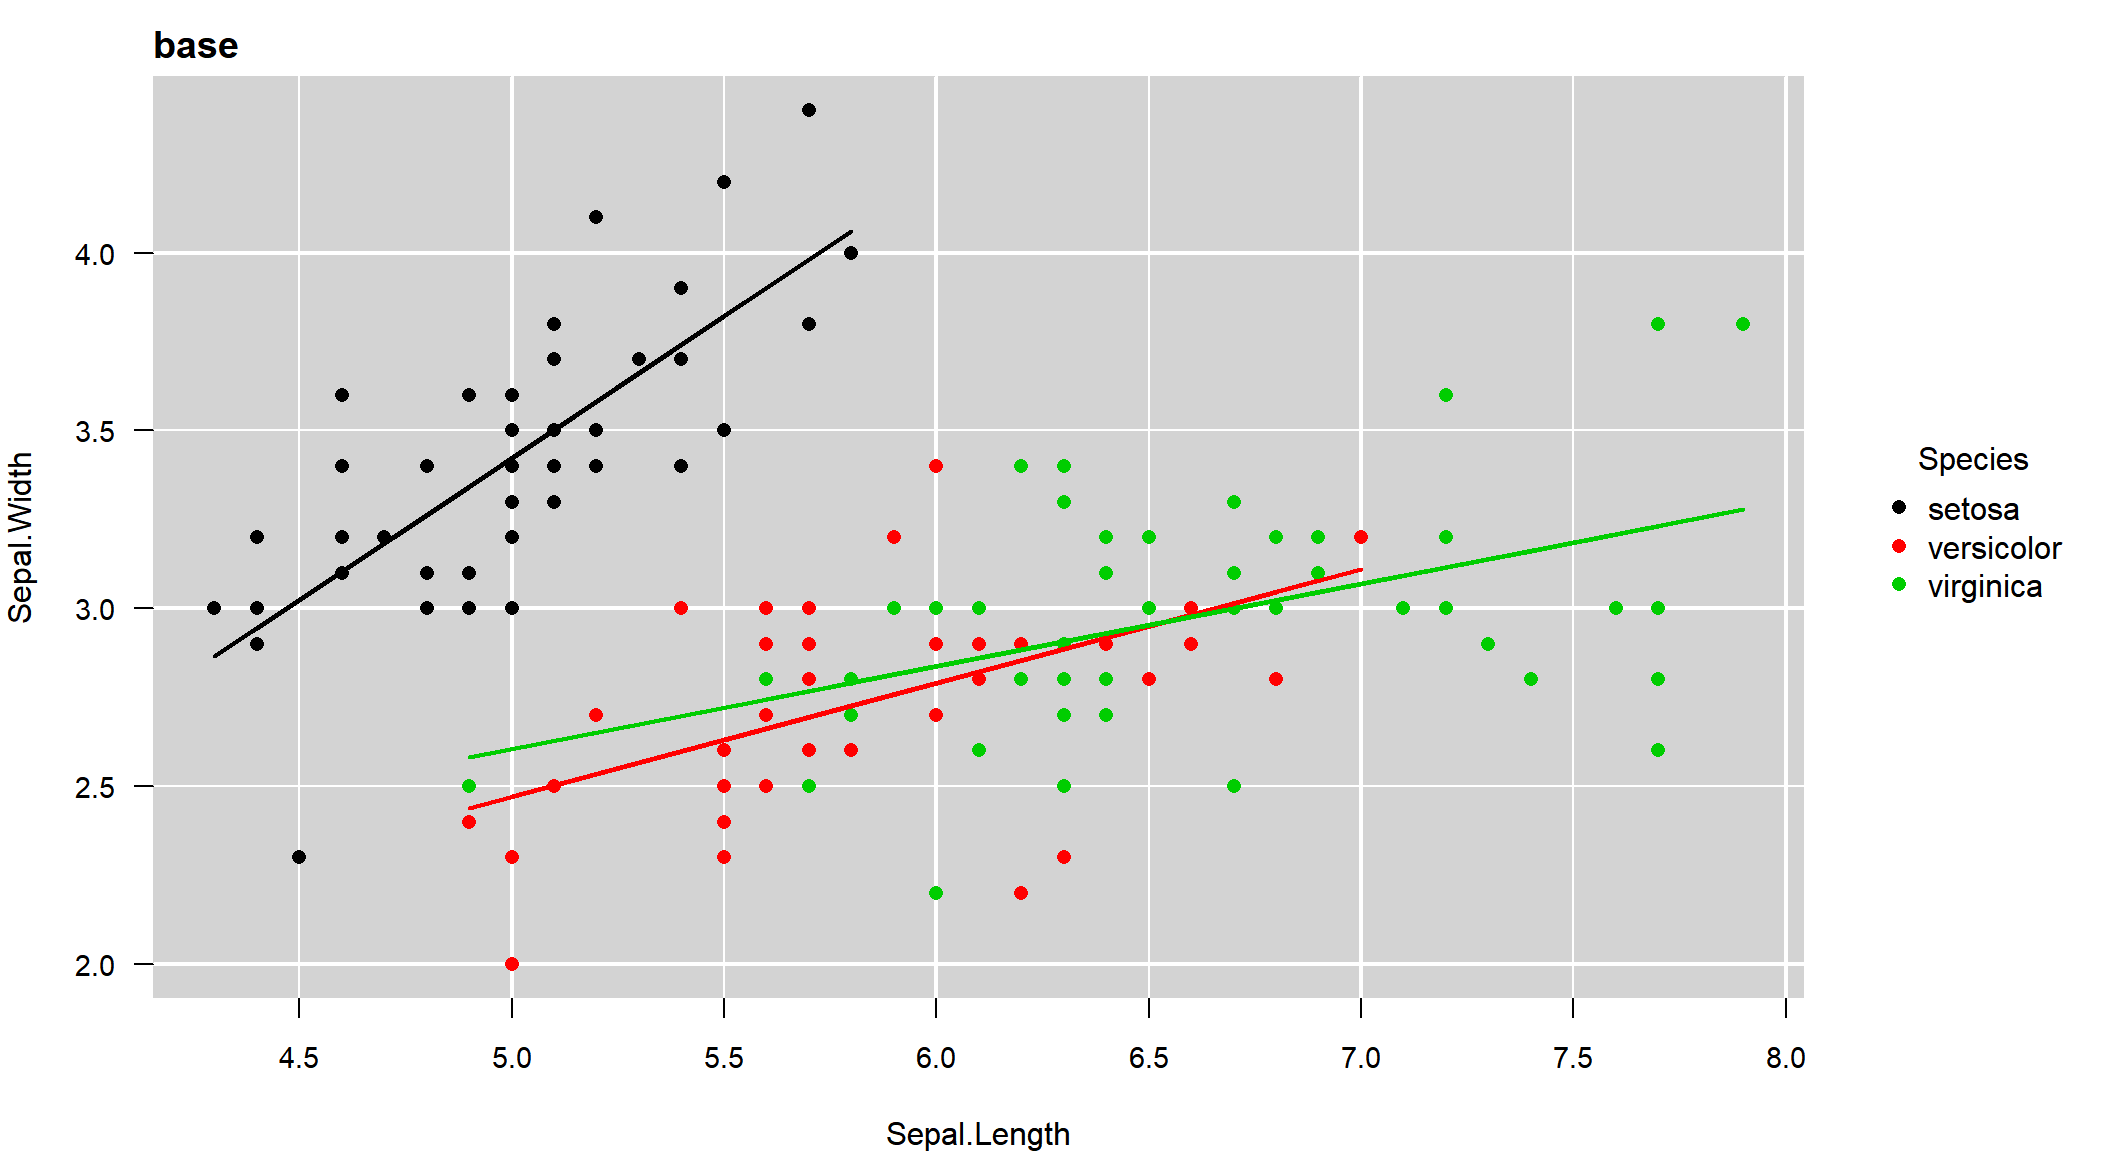 base
Sepal.Width
4.0
3.5
3.0
2.5
2.0
4.5 5.0 5.5 6.0 6.5 7.0 7.5 8.0
Sepal.Length
Species
setosa
versicolor
virginica